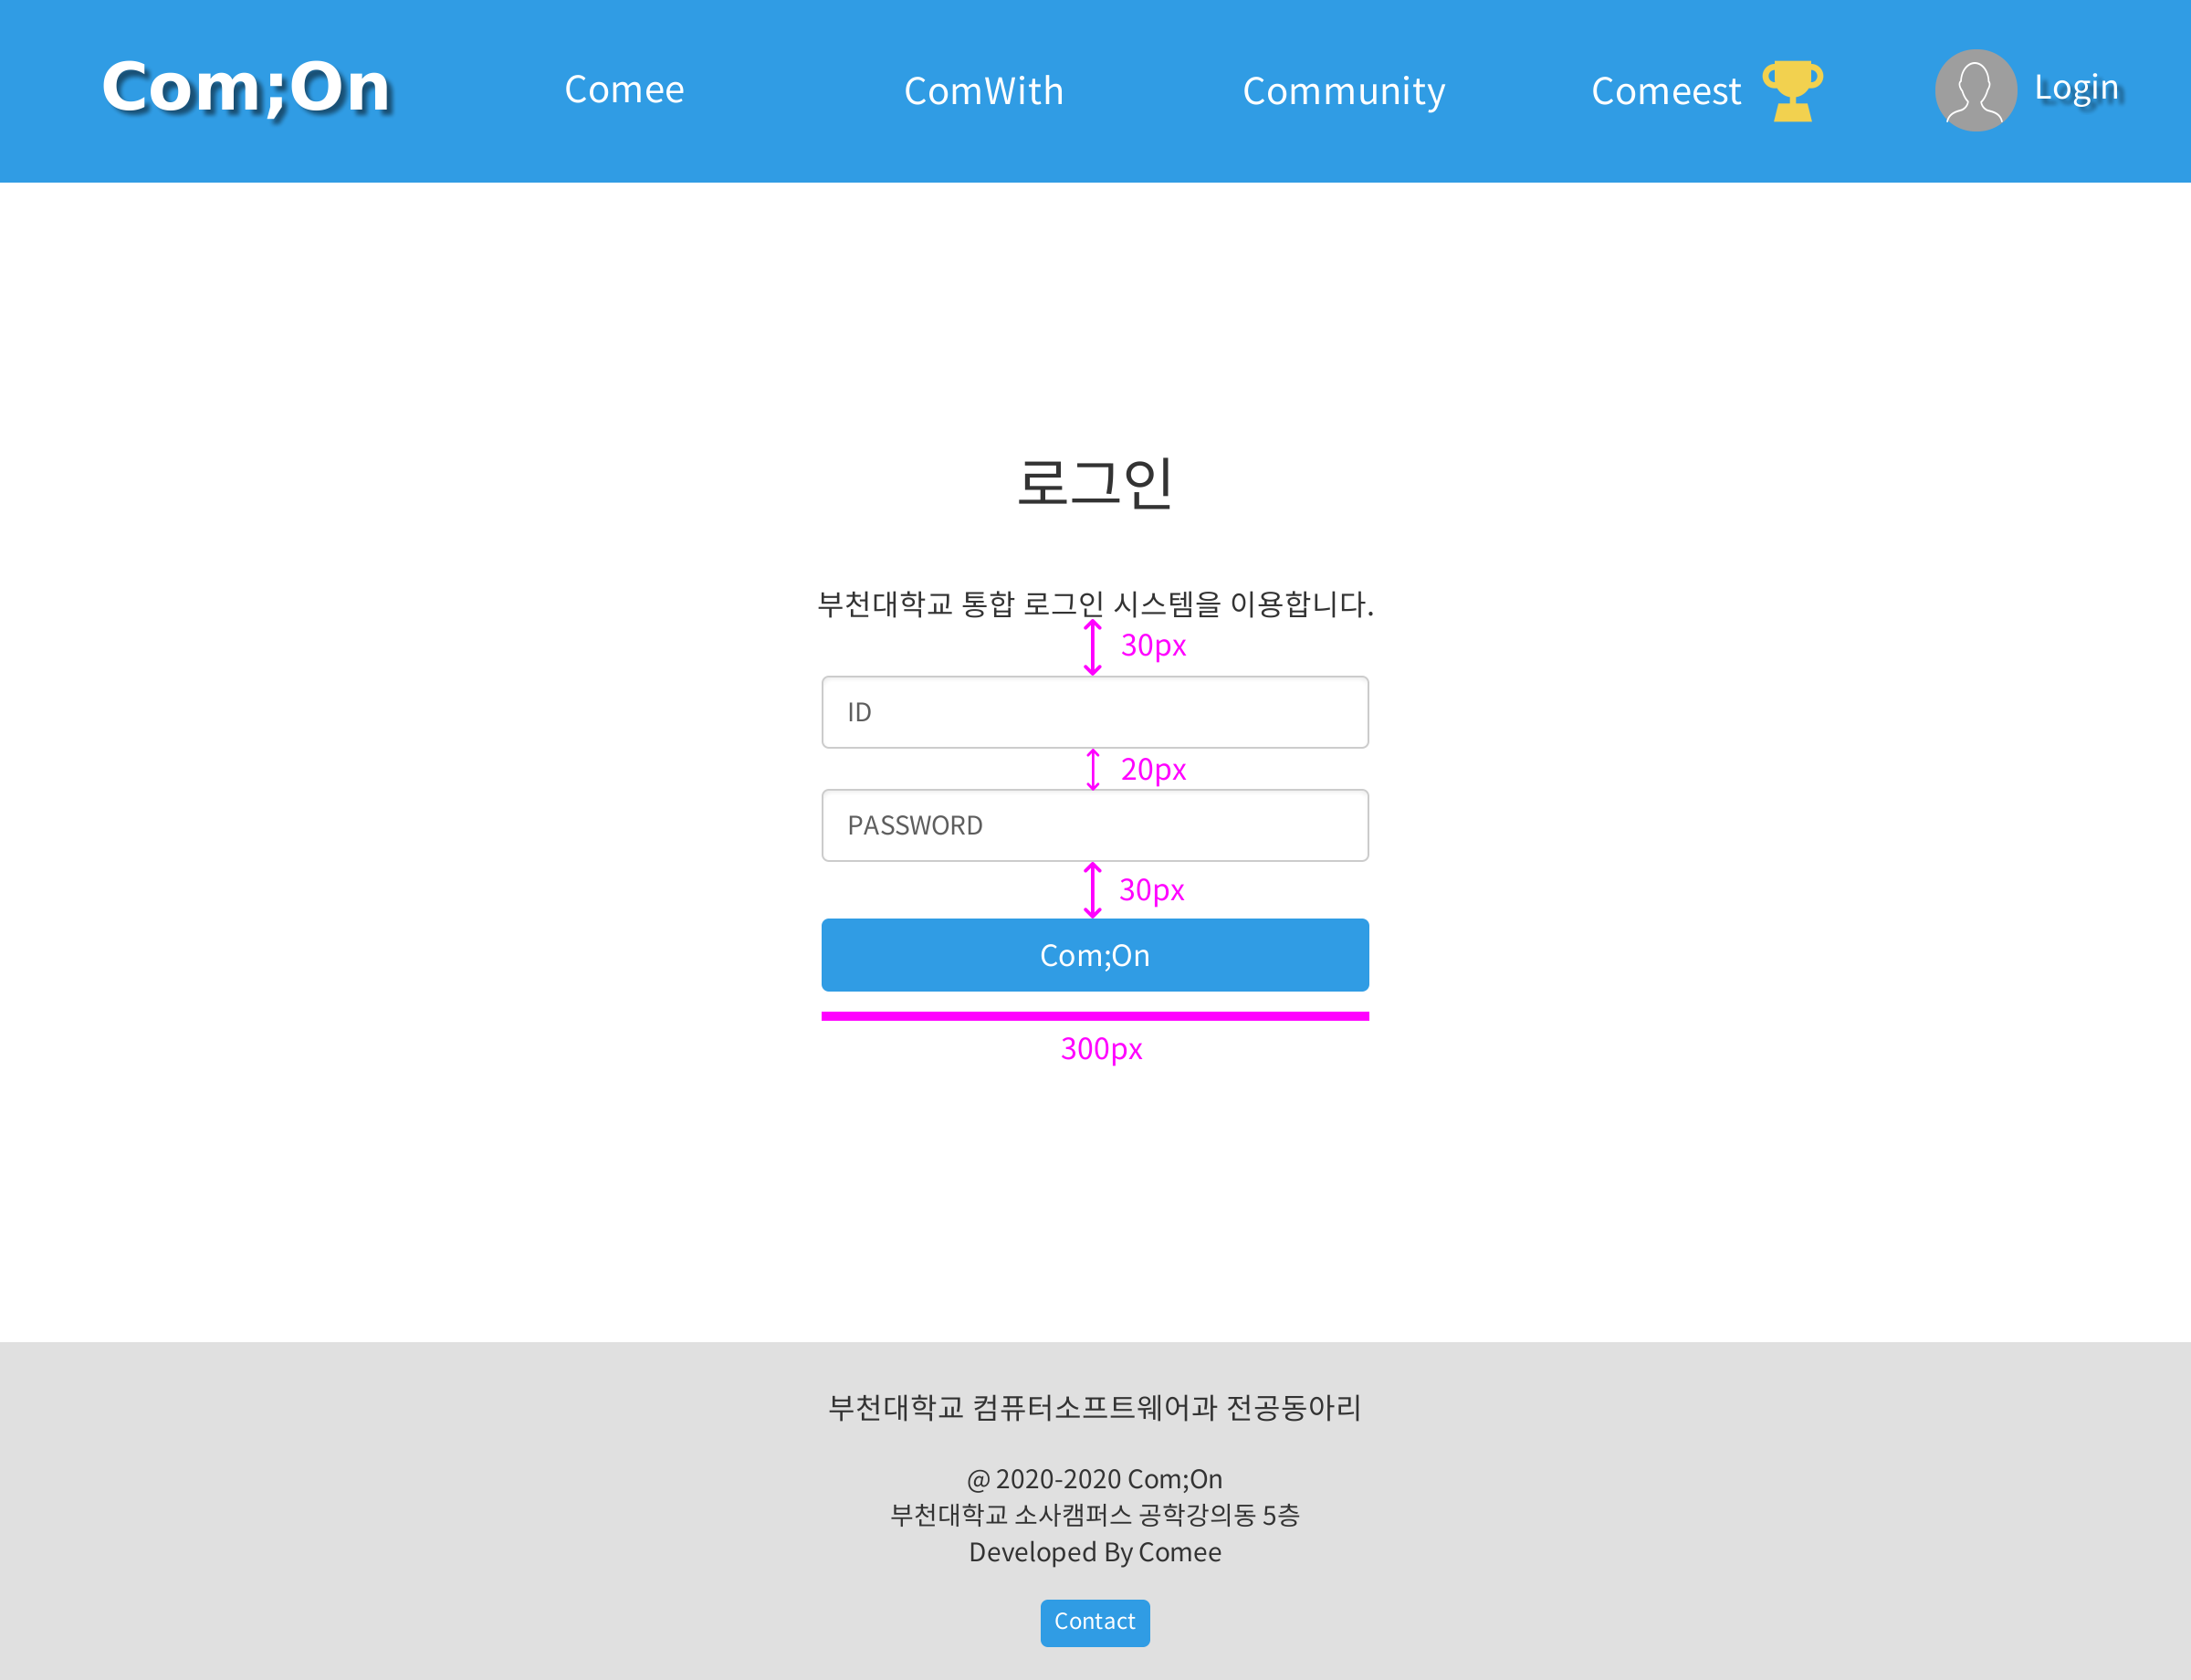 Com;On
Comee
ComWith
Community
Comeest
Login
로그인
부천대학교 통합 로그인 시스템을 이용합니다.
30px
ID
20px
PASSWORD
30px
Com;On
300px
부천대학교 컴퓨터소프트웨어과 전공동아리
@ 2020-2020 Com;On
부천대학교 소사캠퍼스 공학강의동 5층
Developed By Comee
Contact